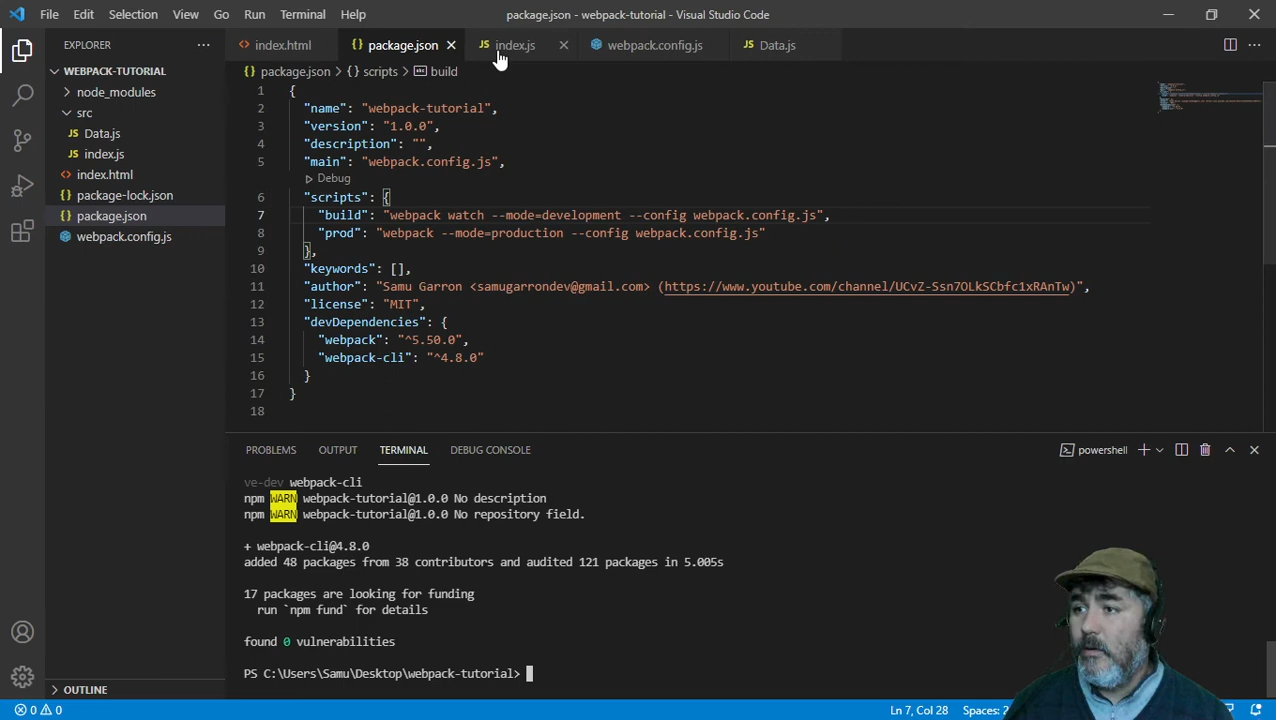 File Edit Selection View Go Run Terminal Help
package.json - webpack-tutorial - Visual Studio Code
EXPLORER
index.html
package.json
index.js
webpack.config.js
Data.js
WEBPACK-TUTORIAL
node_modules
src
Data.js
index.js
index.html
package-lock.json
package.json
webpack.config.js
OUTLINE
package.json > {} scripts > build
1 {
2 "name": "webpack-tutorial",
3 "version": "1.0.0",
4 "description": "",
5 "main": "webpack.config.js",
Debug
6 "scripts": {
7 "build": "webpack watch --mode=development --config webpack.config.js",
8 "prod": "webpack --mode=production --config webpack.config.js"
9 },
10 "keywords": [],
11 "author": "Samu Garron <samugarrondev@gmail.com> (https://www.youtube.com/channel/UCvZ-Ssn7OLkSCbfc1xRAnTw)",
12 "license": "MIT",
13 "devDependencies": {
14 "webpack": "^5.50.0",
15 "webpack-cli": "^4.8.0"
16 }
17 }
18
PROBLEMS OUTPUT TERMINAL DEBUG CONSOLE
powershell
ve-dev webpack-cli
npm WARN webpack-tutorial@1.0.0 No description
npm WARN webpack-tutorial@1.0.0 No repository field.
+ webpack-cli@4.8.0
added 48 packages from 38 contributors and audited 121 packages in 5.005s
17 packages are looking for funding
run `npm fund` for details
found 0 vulnerabilities
PS C:\Users\Samu\Desktop\webpack-tutorial>
0 0
Ln 7, Col 28
Spaces: